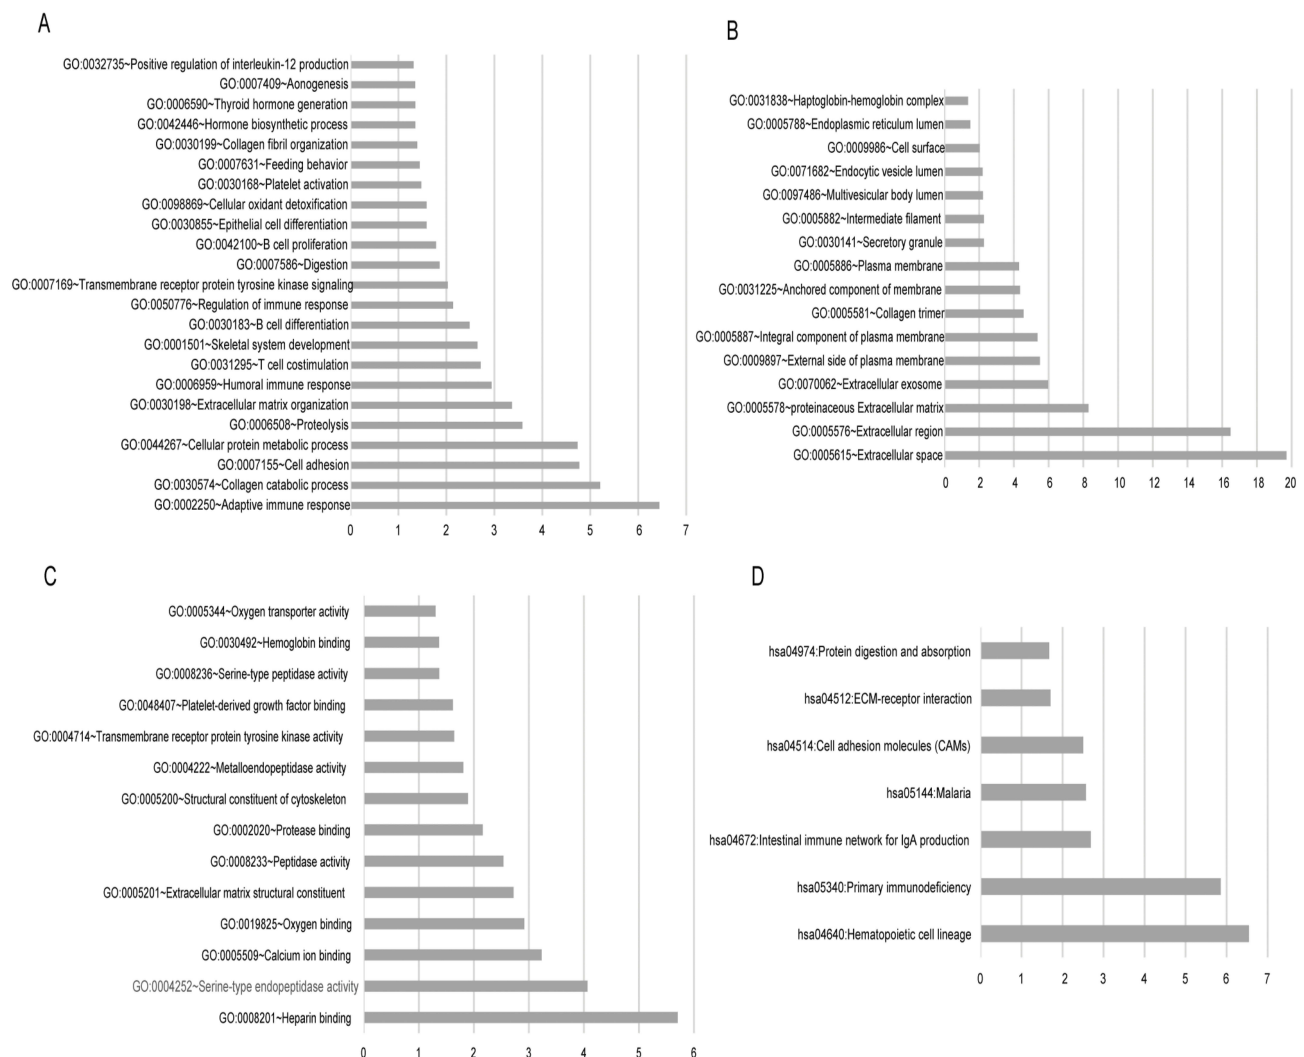 A
GO:0032735~Positive regulation of interleukin-12 production
GO:0007409~Aonogenesis
GO:0006590~Thyroid hormone generation
GO:0042446~Hormone biosynthetic process
GO:0030199~Collagen fibril organization
GO:0007631~Feeding behavior
GO:0030168~Platelet activation
GO:0098869~Cellular oxidant detoxification
GO:0030855~Epithelial cell differentiation
GO:0042100~B cell proliferation
GO:0007586~Digestion
GO:0007169~Transmembrane receptor protein tyrosine kinase signaling
GO:0050776~Regulation of immune response
GO:0030183~B cell differentiation
GO:0001501~Skeletal system development
GO:0031295~T cell costimulation
GO:0006959~Humoral immune response
GO:0030198~Extracellular matrix organization
GO:0006508~Proteolysis
GO:0044267~Cellular protein metabolic process
GO:0007155~Cell adhesion
GO:0030574~Collagen catabolic process
GO:0002250~Adaptive immune response
0 1 2 3 4 5 6 7
B
GO:0031838~Haptoglobin-hemoglobin complex
GO:0005788~Endoplasmic reticulum lumen
GO:0009986~Cell surface
GO:0071682~Endocytic vesicle lumen
GO:0097486~Multivesicular body lumen
GO:0005882~Intermediate filament
GO:0030141~Secretory granule
GO:0005886~Plasma membrane
GO:0031225~Anchored component of membrane
GO:0005581~Collagen trimer
GO:0005887~Integral component of plasma membrane
GO:0009897~External side of plasma membrane
GO:0070062~Extracellular exosome
GO:0005578~proteinaceous Extracellular matrix
GO:0005576~Extracellular region
GO:0005615~Extracellular space
0 2 4 6 8 10 12 14 16 18 20
C
GO:0005344~Oxygen transporter activity
GO:0030492~Hemoglobin binding
GO:0008236~Serine-type peptidase activity
GO:0048407~Platelet-derived growth factor binding
GO:0004714~Transmembrane receptor protein tyrosine kinase activity
GO:0004222~Metalloendopeptidase activity
GO:0005200~Structural constituent of cytoskeleton
GO:0002020~Protease binding
GO:0008233~Peptidase activity
GO:0005201~Extracellular matrix structural constituent
GO:0019825~Oxygen binding
GO:0005509~Calcium ion binding
GO:0004252~Serine-type endopeptidase activity
GO:0008201~Heparin binding
0 1 2 3 4 5 6
D
hsa04974:Protein digestion and absorption
hsa04512:ECM-receptor interaction
hsa04514:Cell adhesion molecules (CAMs)
hsa05144:Malaria
hsa04672:Intestinal immune network for IgA production
hsa05340:Primary immunodeficiency
hsa04640:Hematopoietic cell lineage
0 1 2 3 4 5 6 7